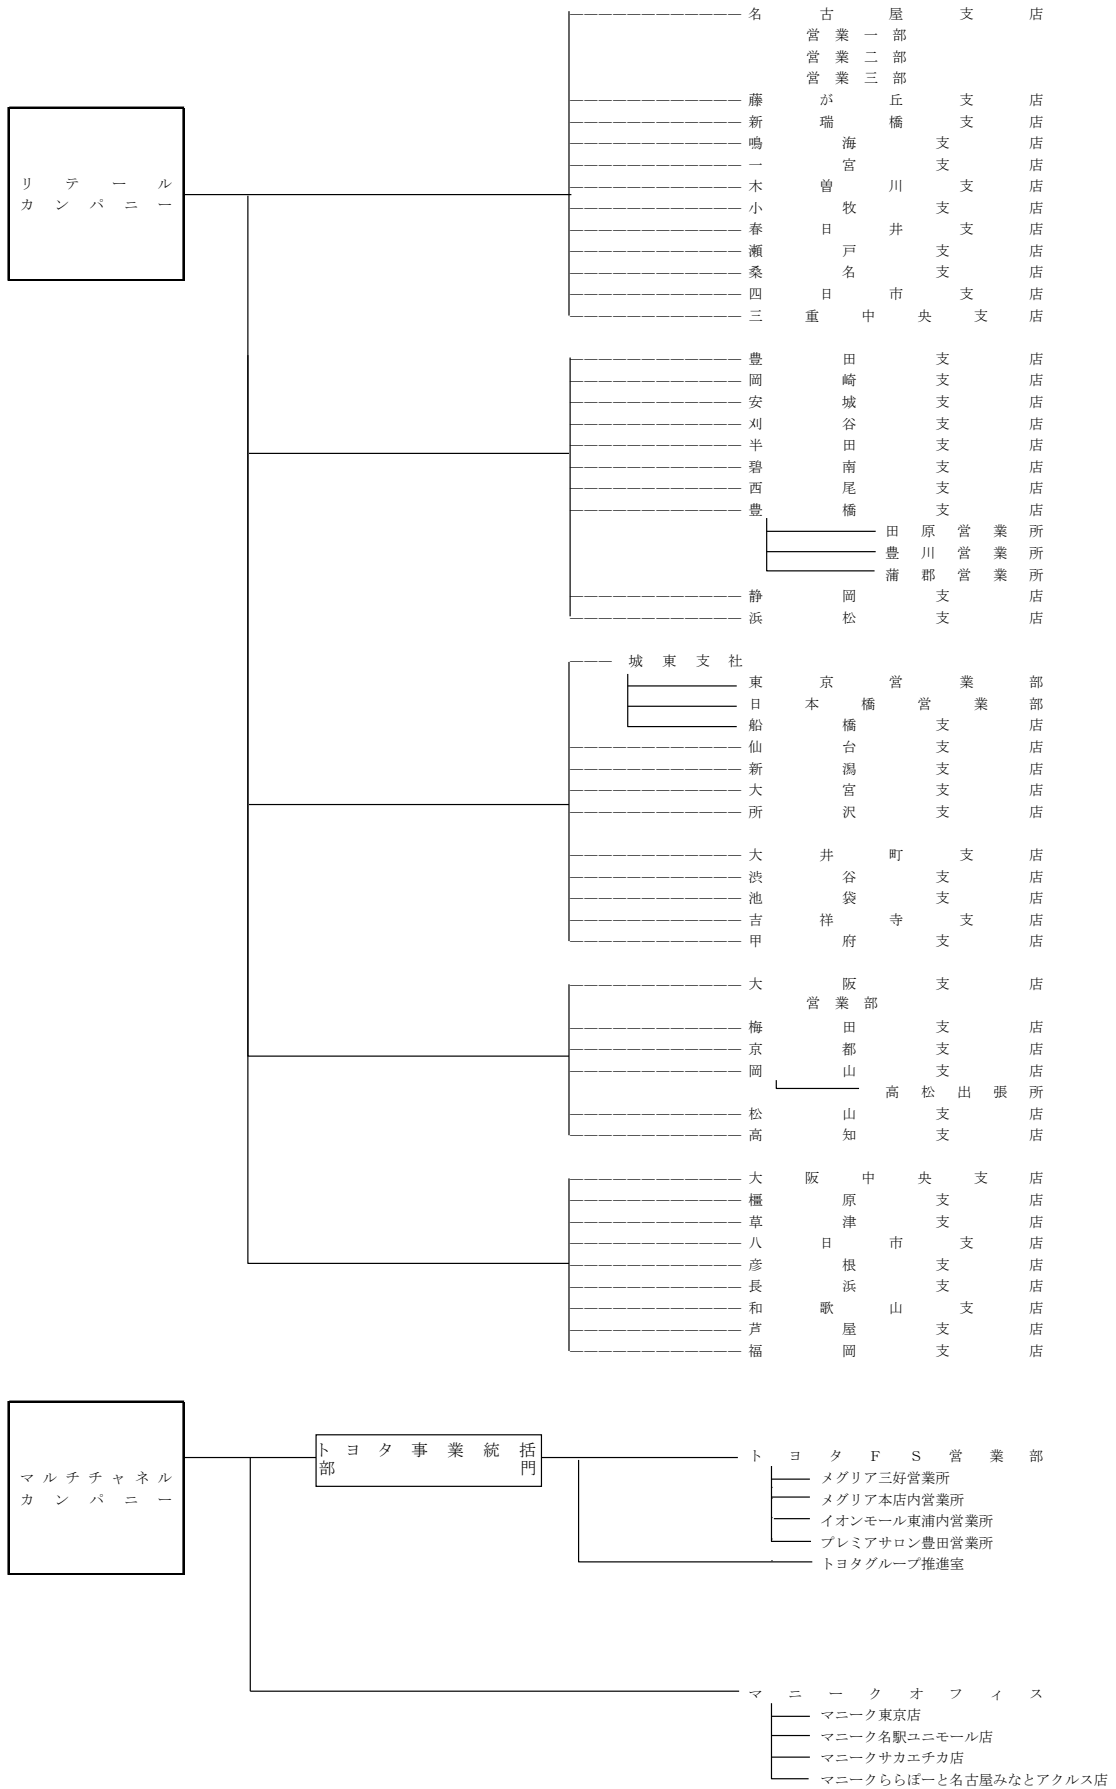 名古屋支店
営業一部
営業二部
営業三部
藤が丘支店
新瑞橋支店
鳴海支店
一宮支店
リテール
カンパニー
木曽川支店
小牧支店
春日井支店
瀬戸支店
桑名支店
四日市支店
三重中央支店
豊田支店
岡崎支店
安城支店
刈谷支店
半田支店
碧南支店
西尾支店
豊橋支店
田原営業所
豊川営業所
蒲郡営業所
静岡支店
浜松支店
城東支社
東京営業部
日本橋営業部
船橋支店
仙台支店
新潟支店
大宮支店
所沢支店
大井町支店
渋谷支店
池袋支店
吉祥寺支店
甲府支店
大阪支店
営業部
梅田支店
京都支店
岡山支店
高松出張所
松山支店
高知支店
大阪中央支店
橿原支店
草津支店
八日市支店
彦根支店
長浜支店
和歌山支店
芦屋支店
福岡支店
マルチチャネル
カンパニー
トヨタ事業統括
部門
トヨタFS営業部
メグリア三好営業所
メグリア本店内営業所
イオンモール東浦内営業所
プレミアサロン豊田営業所
トヨタグループ推進室
マニークオフィス
マニーク東京店
マニーク名駅ユニモール店
マニークサカエチカ店
マニークららぽーと名古屋みなとアクルス店